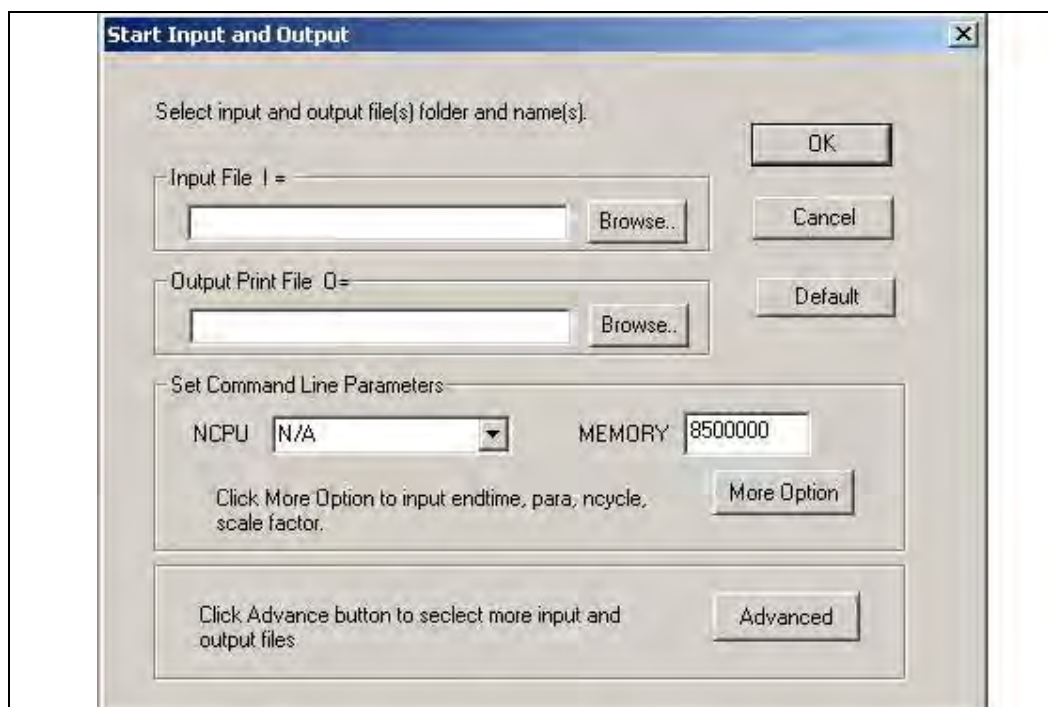 Start Input and Output
Select input and output file(s) folder and name(s).
OK
Input File I =
Browse..
Cancel
Output Print File O=
Default
Browse..
Set Command Line Parameters
NCPU N/A MEMORY 8500000
Click More Option to input endtime, para, ncycle,
scale factor.
More Option
Click Advance button to seclect more input and
output files
Advanced